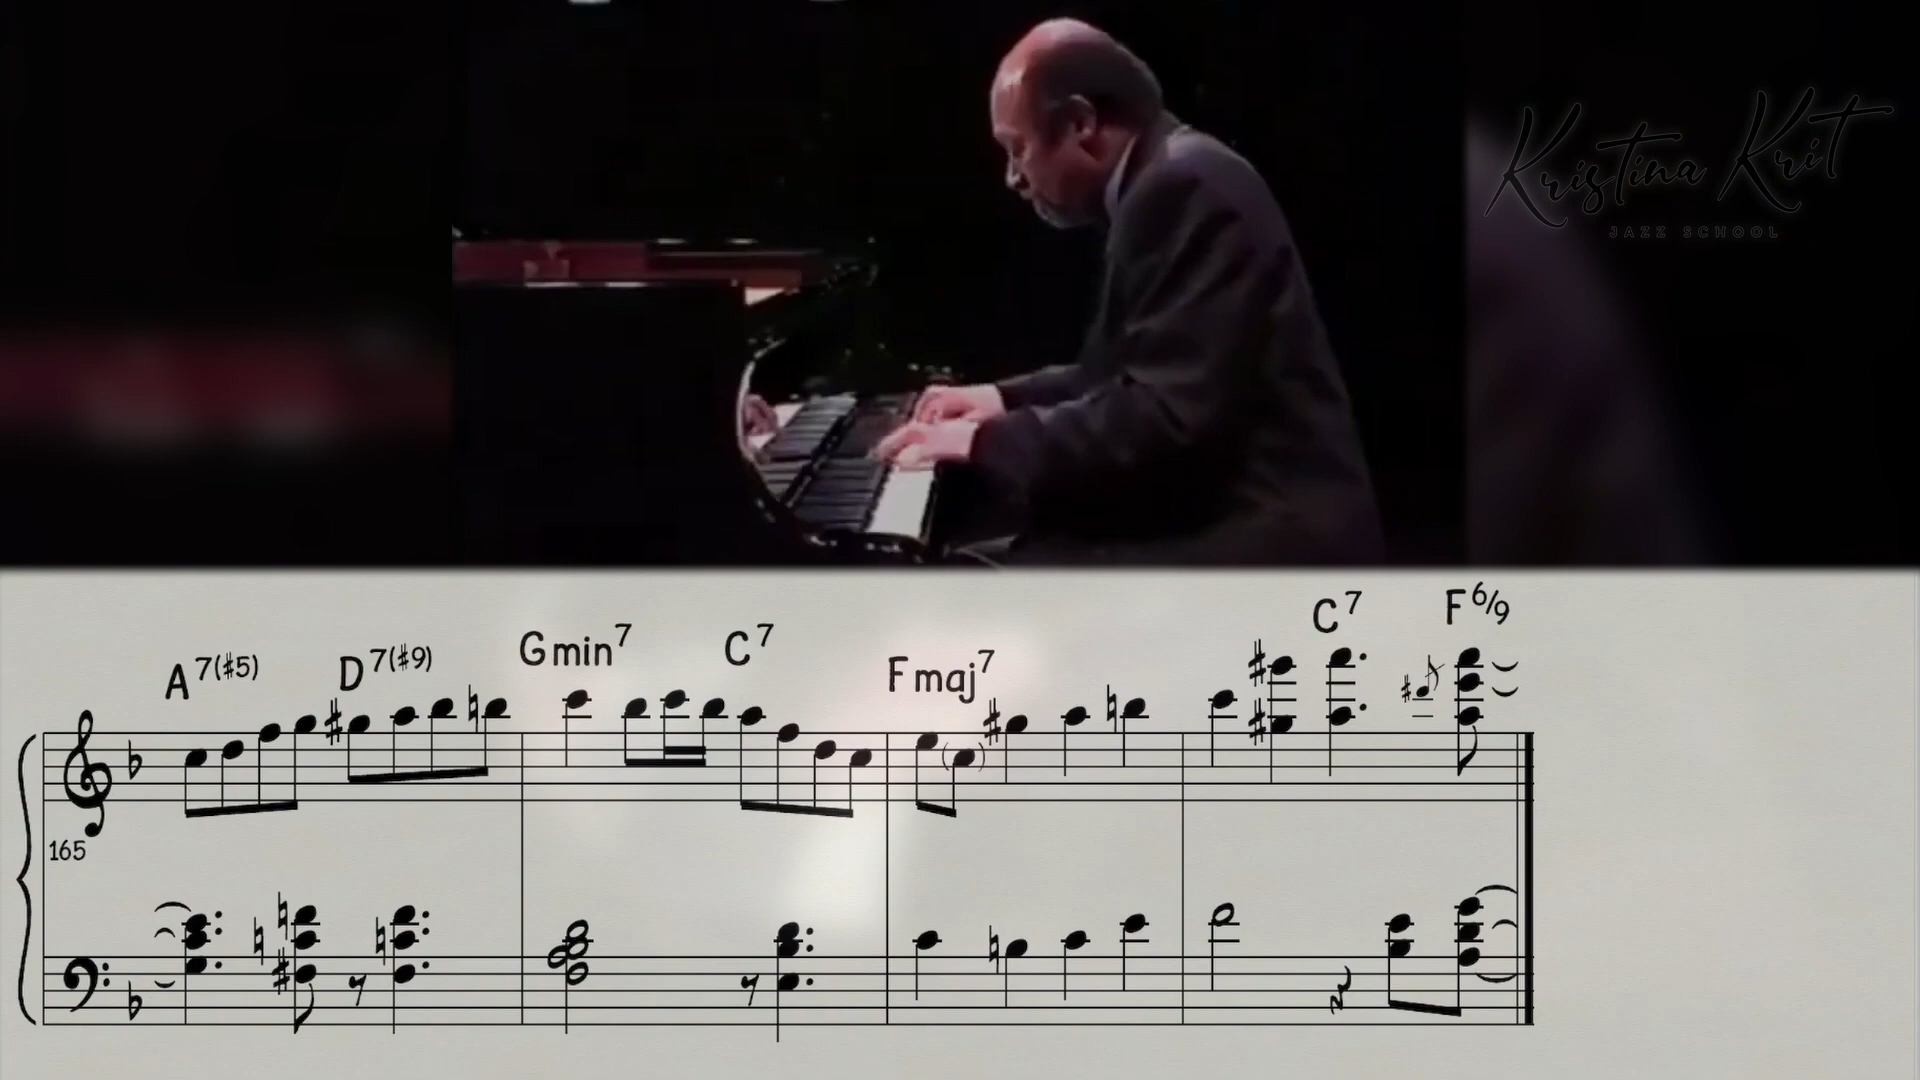 Kristina Krit
JAZZ SCHOOL
A7(#5) D7(#9) Gmin7 C7 Fmaj7 C7 F6/9
165